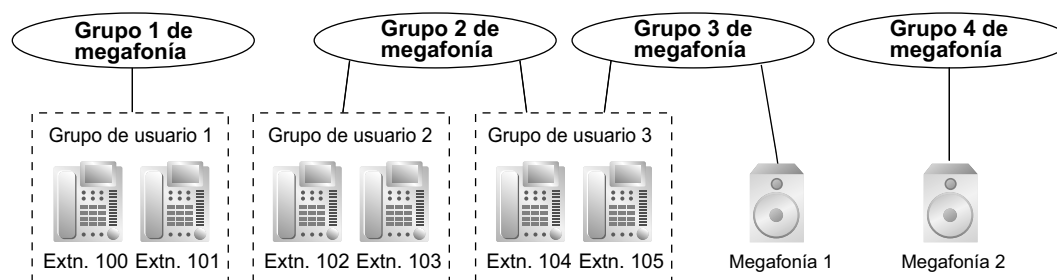 Grupo 1 de
megafonía
Grupo 2 de
megafonía
Grupo 3 de
megafonía
Grupo 4 de
megafonía
Grupo de usuario 1
Grupo de usuario 2
Grupo de usuario 3
Extn. 100 Extn. 101
Extn. 102 Extn. 103
Extn. 104 Extn. 105
Megafonía 1
Megafonía 2